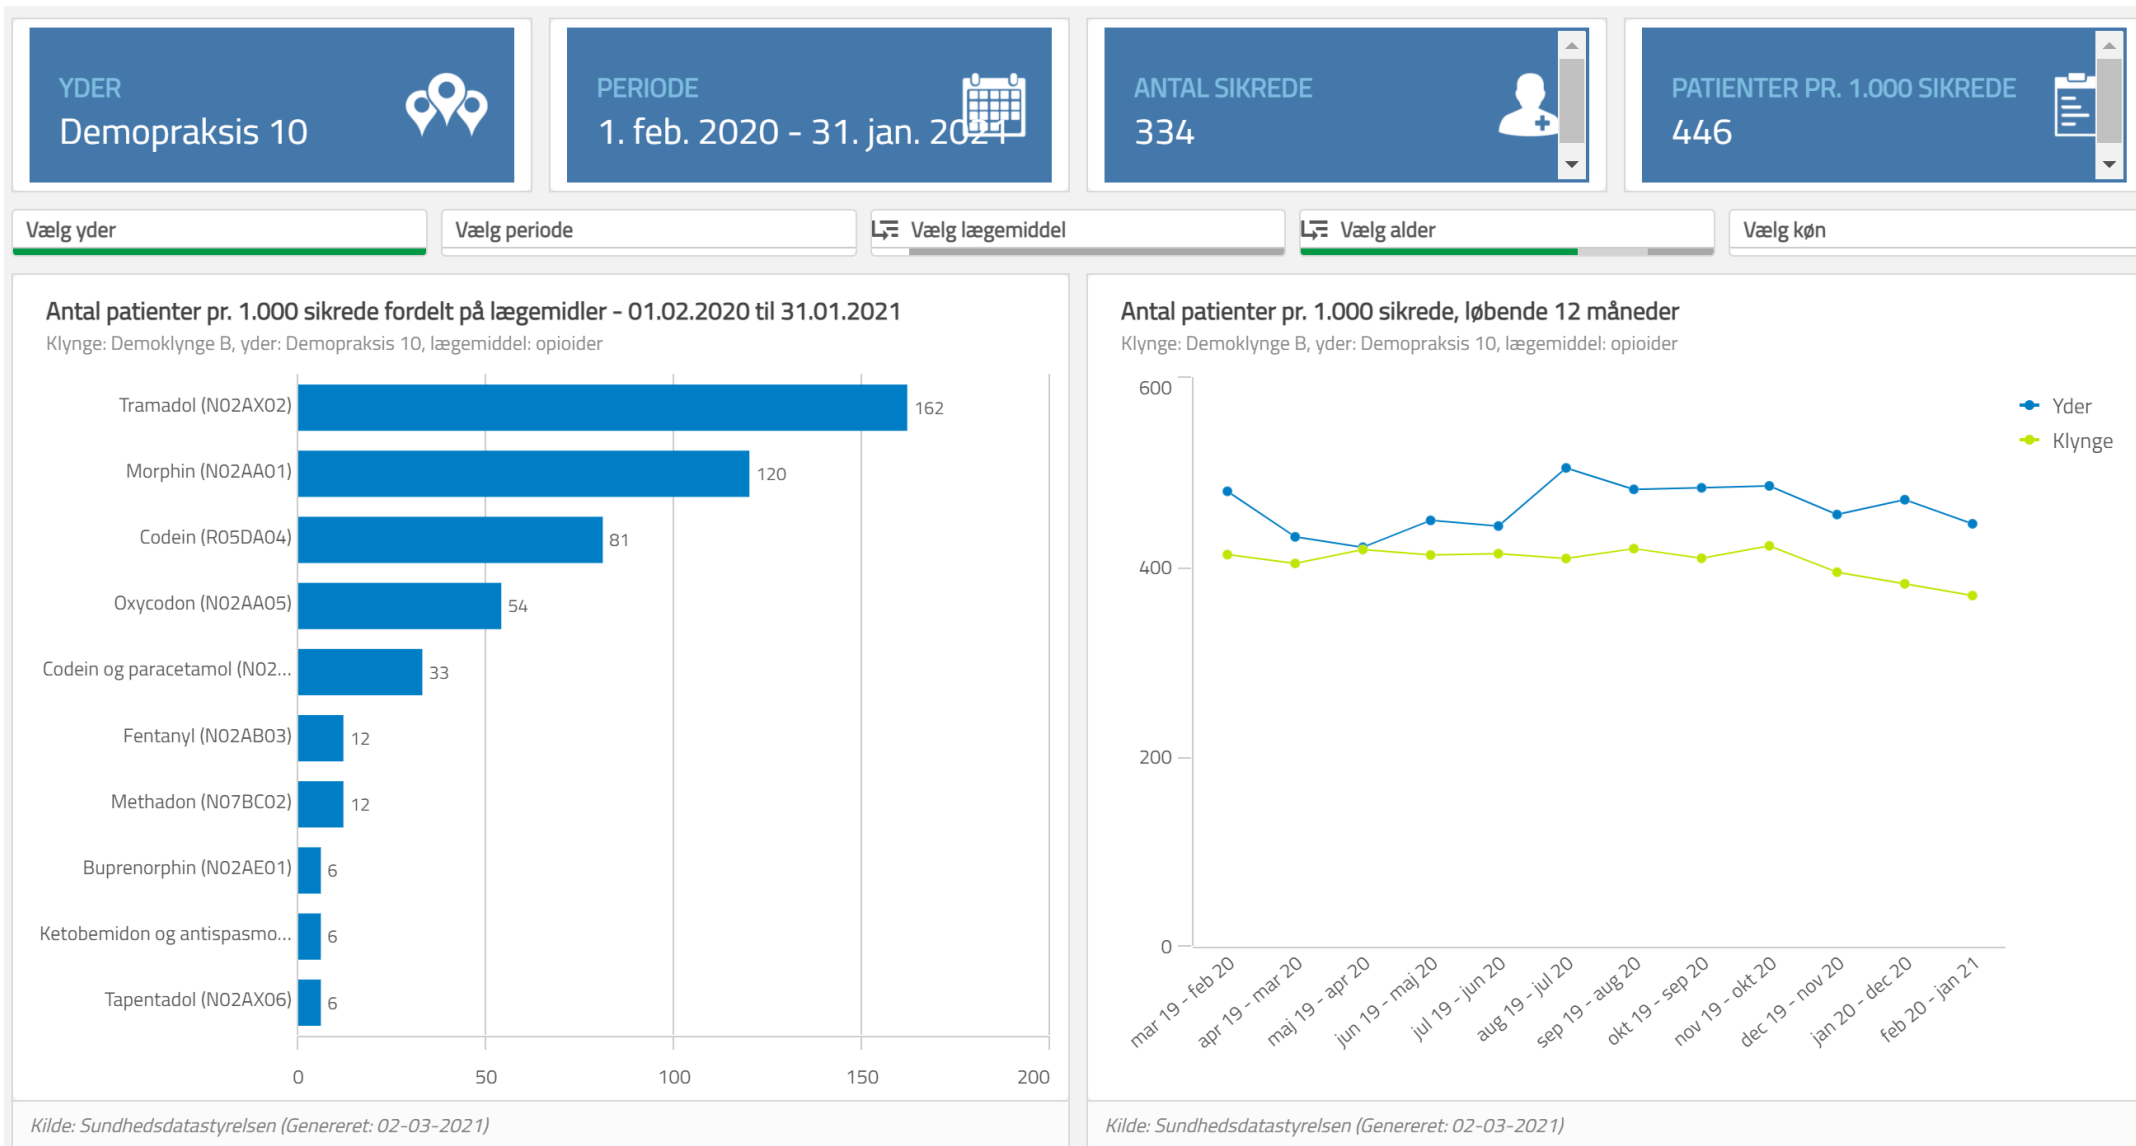 YDER
Demopraksis 10
PERIODE
1. feb. 2020 - 31. jan. 2021
ANTAL SIKREDE
334
PATIENTER PR. 1.000 SIKREDE
446
Vælg yder
Vælg periode
Vælg lægemiddel
Vælg alder
Vælg køn
Antal patienter pr. 1.000 sikrede fordelt på lægemidler - 01.02.2020 til 31.01.2021
Klynge: Demoklynge B, yder: Demopraksis 10, lægemiddel: opioider
Tramadol (N02AX02)
162
Morphin (N02AA01)
120
Codein (R05DA04)
81
Oxycodon (N02AA05)
54
Codein og paracetamol (N02...
33
Fentanyl (N02AB03)
12
Methadon (N07BC02)
12
Buprenorphin (N02AE01)
6
Ketobemidon og antispasmo...
6
Tapentadol (N02AX06)
6
0 50 100 150 200
Kilde: Sundhedsdatastyrelsen (Genereret: 02-03-2021)
Antal patienter pr. 1.000 sikrede, løbende 12 måneder
Klynge: Demoklynge B, yder: Demopraksis 10, lægemiddel: opioider
600
400
200
0
Yder
Klynge
mar 19 - feb 20
apr 19 - mar 20
maj 19 - apr 20
jun 19 - maj 20
jul 19 - jun 20
aug 19 - jul 20
sep 19 - aug 20
okt 19 - sep 20
nov 19 - okt 20
dec 19 - nov 20
jan 20 - dec 20
feb 20 - jan 21
Kilde: Sundhedsdatastyrelsen (Genereret: 02-03-2021)